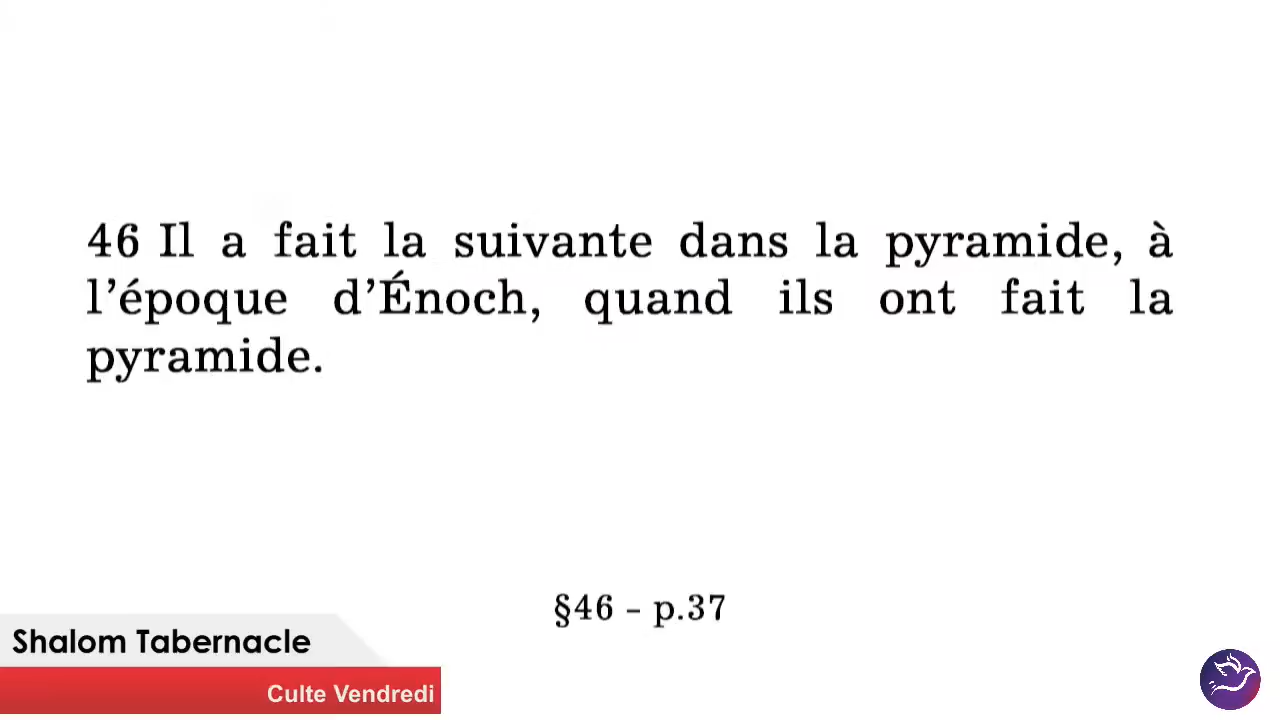 46 Il a fait la suivante dans la pyramide, à
l’époque d’Énoch, quand ils ont fait la
pyramide.
§46 – p.37
Shalom Tabernacle
Culte Vendredi